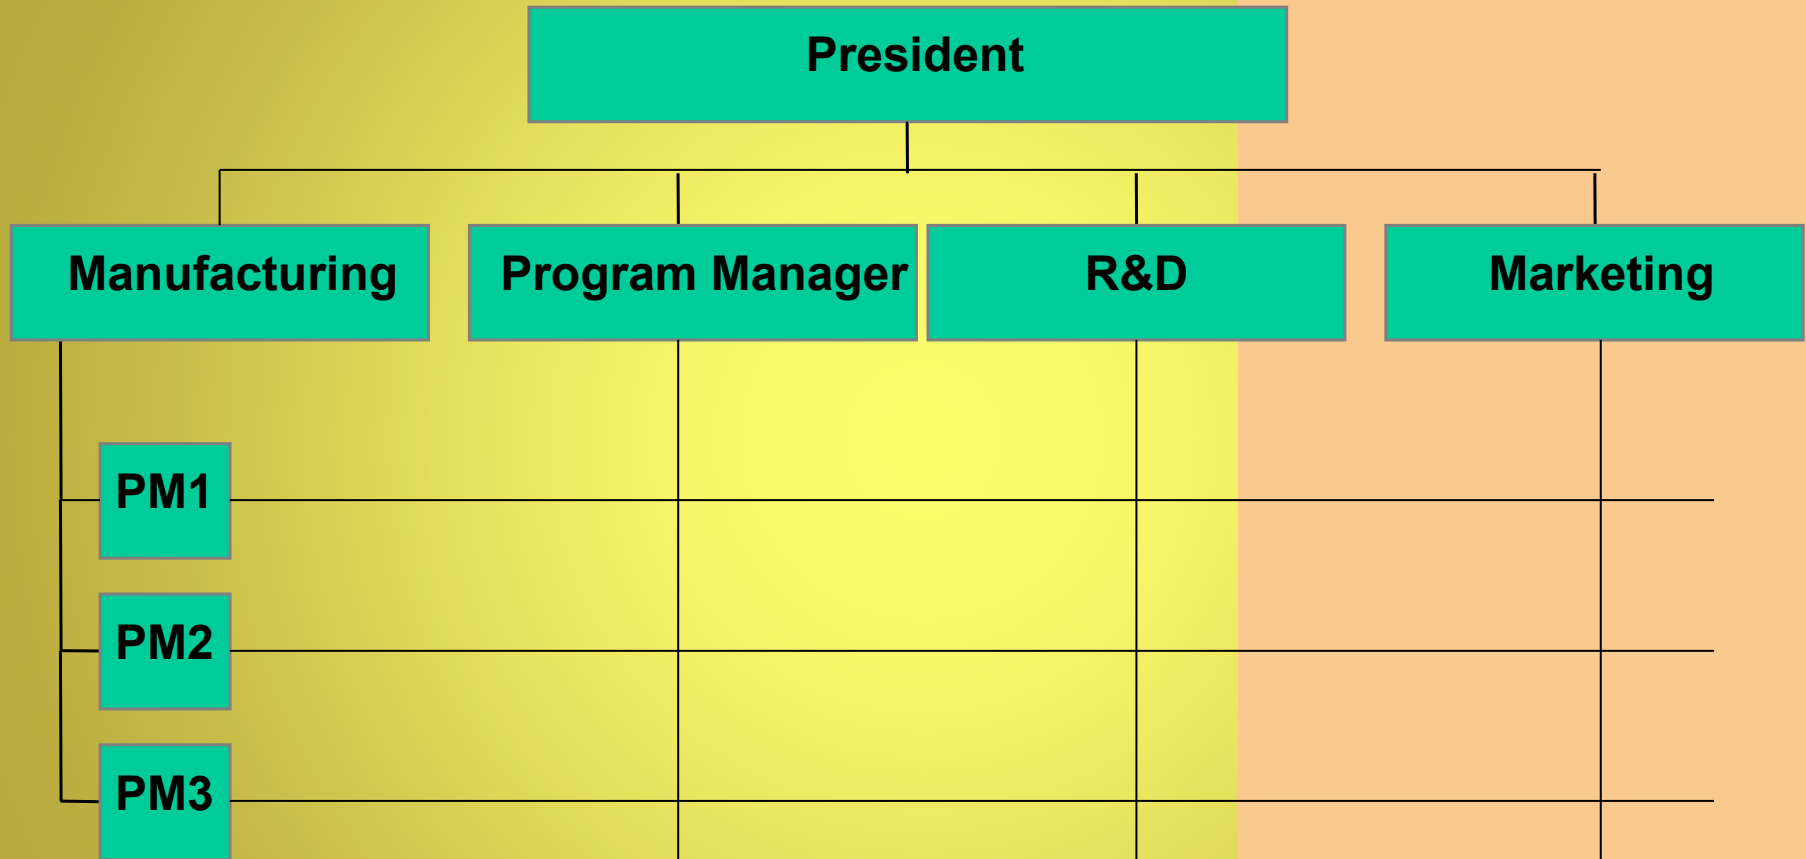 President
Manufacturing
Program Manager
R&D
Marketing
PM1
PM2
PM3